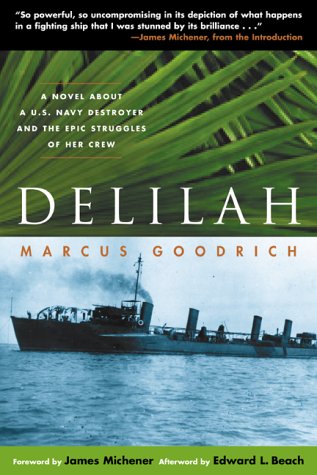 “So powerful, so uncompromising in its depiction of what happens
in a fighting ship that I was stunned by its brilliance . . .”
—James Michener, from the Introduction
A NOVEL ABOUT
A U.S. NAVY DESTROYER
AND THE EPIC STRUGGLES
OF HER CREW
DELILAH
MARCUS GOODRICH
Foreword by James Michener Afterword by Edward L. Beach